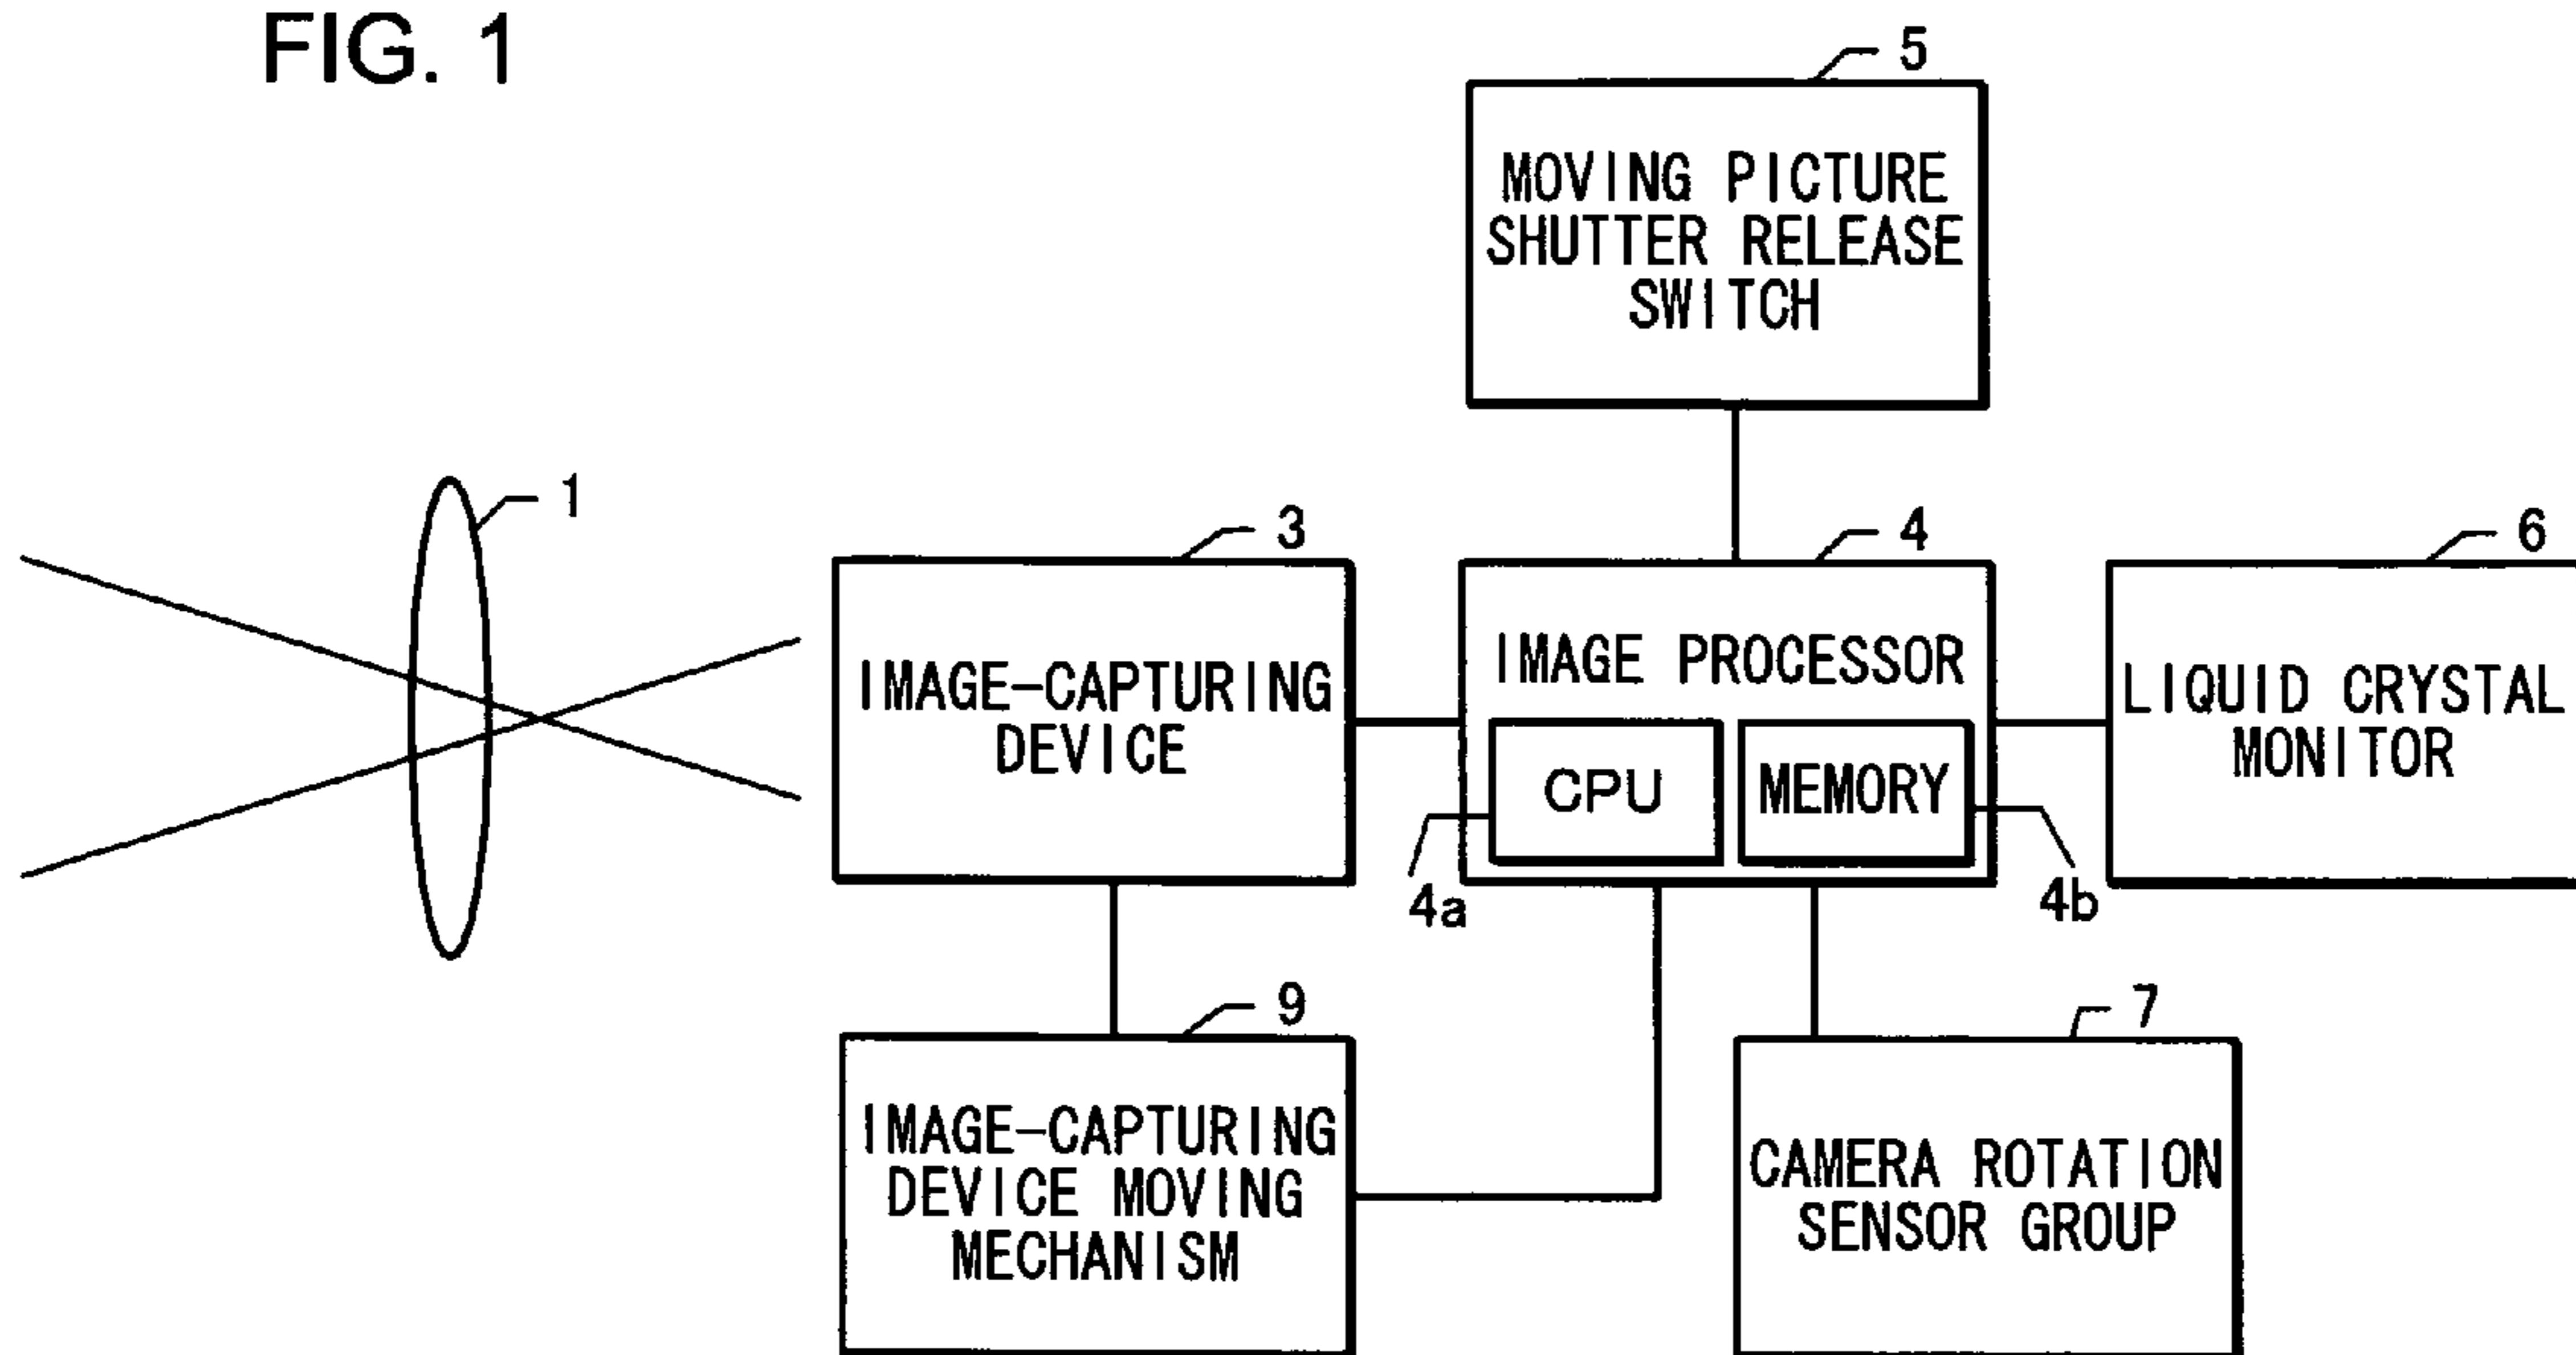 FIG. 1
5
MOVING PICTURE
SHUTTER RELEASE
SWITCH
1
3
IMAGE-CAPTURING
DEVICE
4
IMAGE PROCESSOR
CPU
MEMORY
4a
4b
6
LIQUID CRYSTAL
MONITOR
9
IMAGE-CAPTURING
DEVICE MOVING
MECHANISM
7
CAMERA ROTATION
SENSOR GROUP